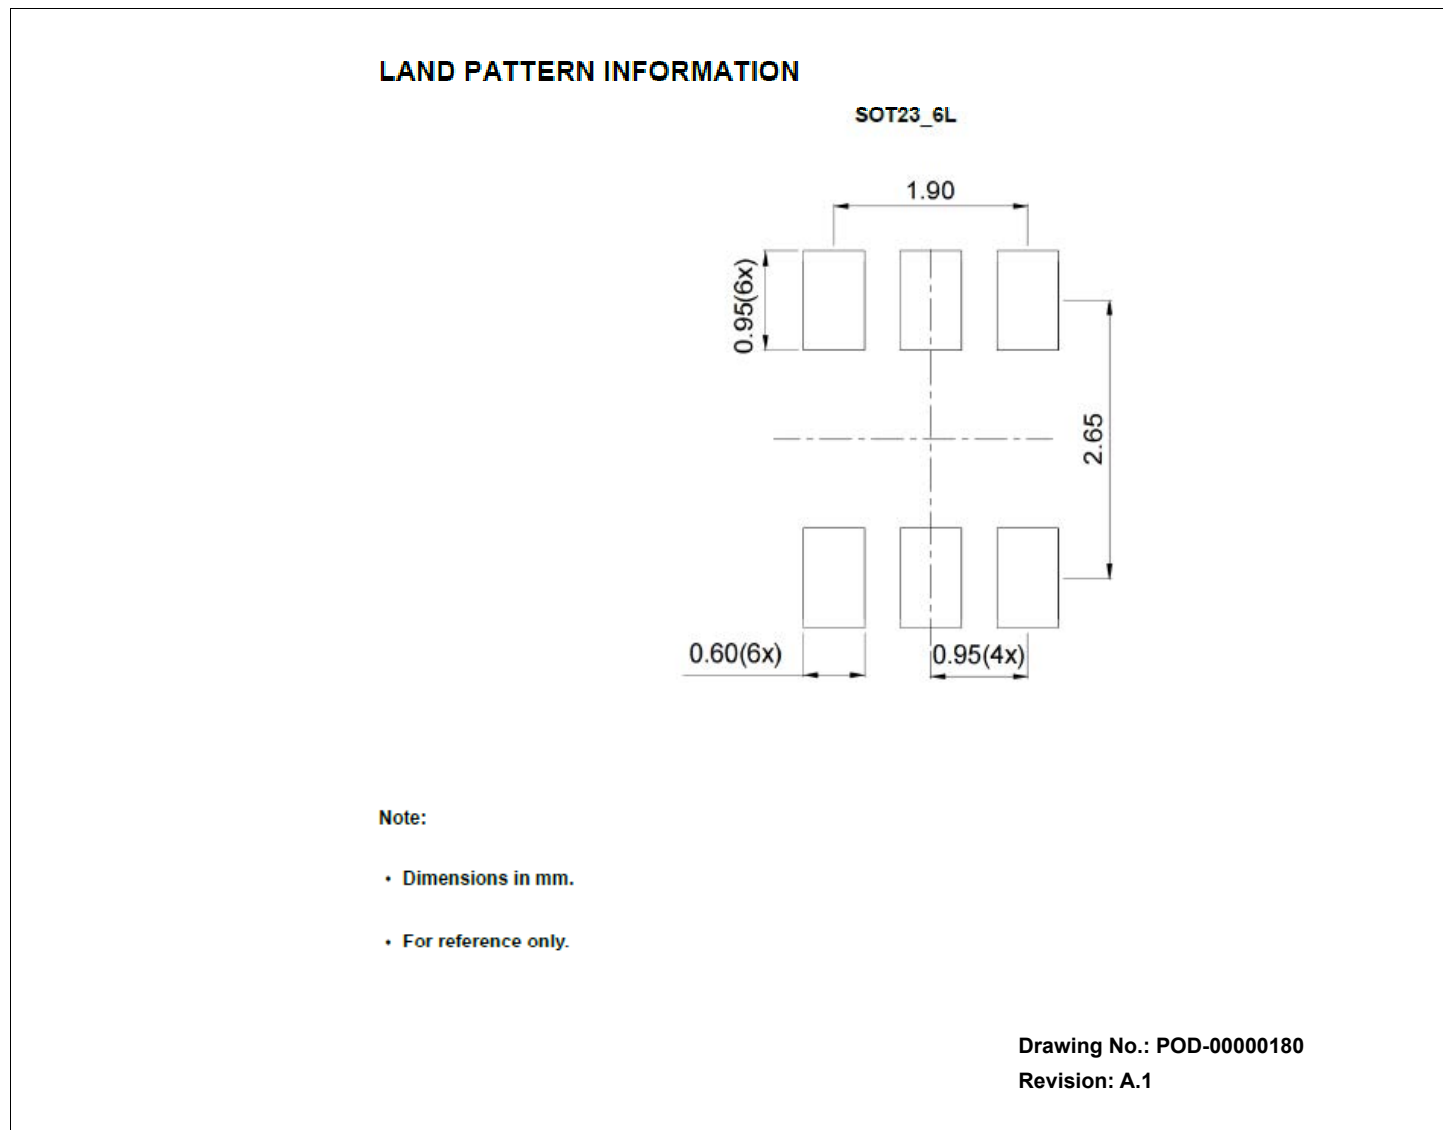 LAND PATTERN INFORMATION
SOT23_6L
1.90
0.95(6x)
2.65
0.60(6x)
0.95(4x)
Note:
• Dimensions in mm.
• For reference only.
Drawing No.: POD-00000180
Revision: A.1